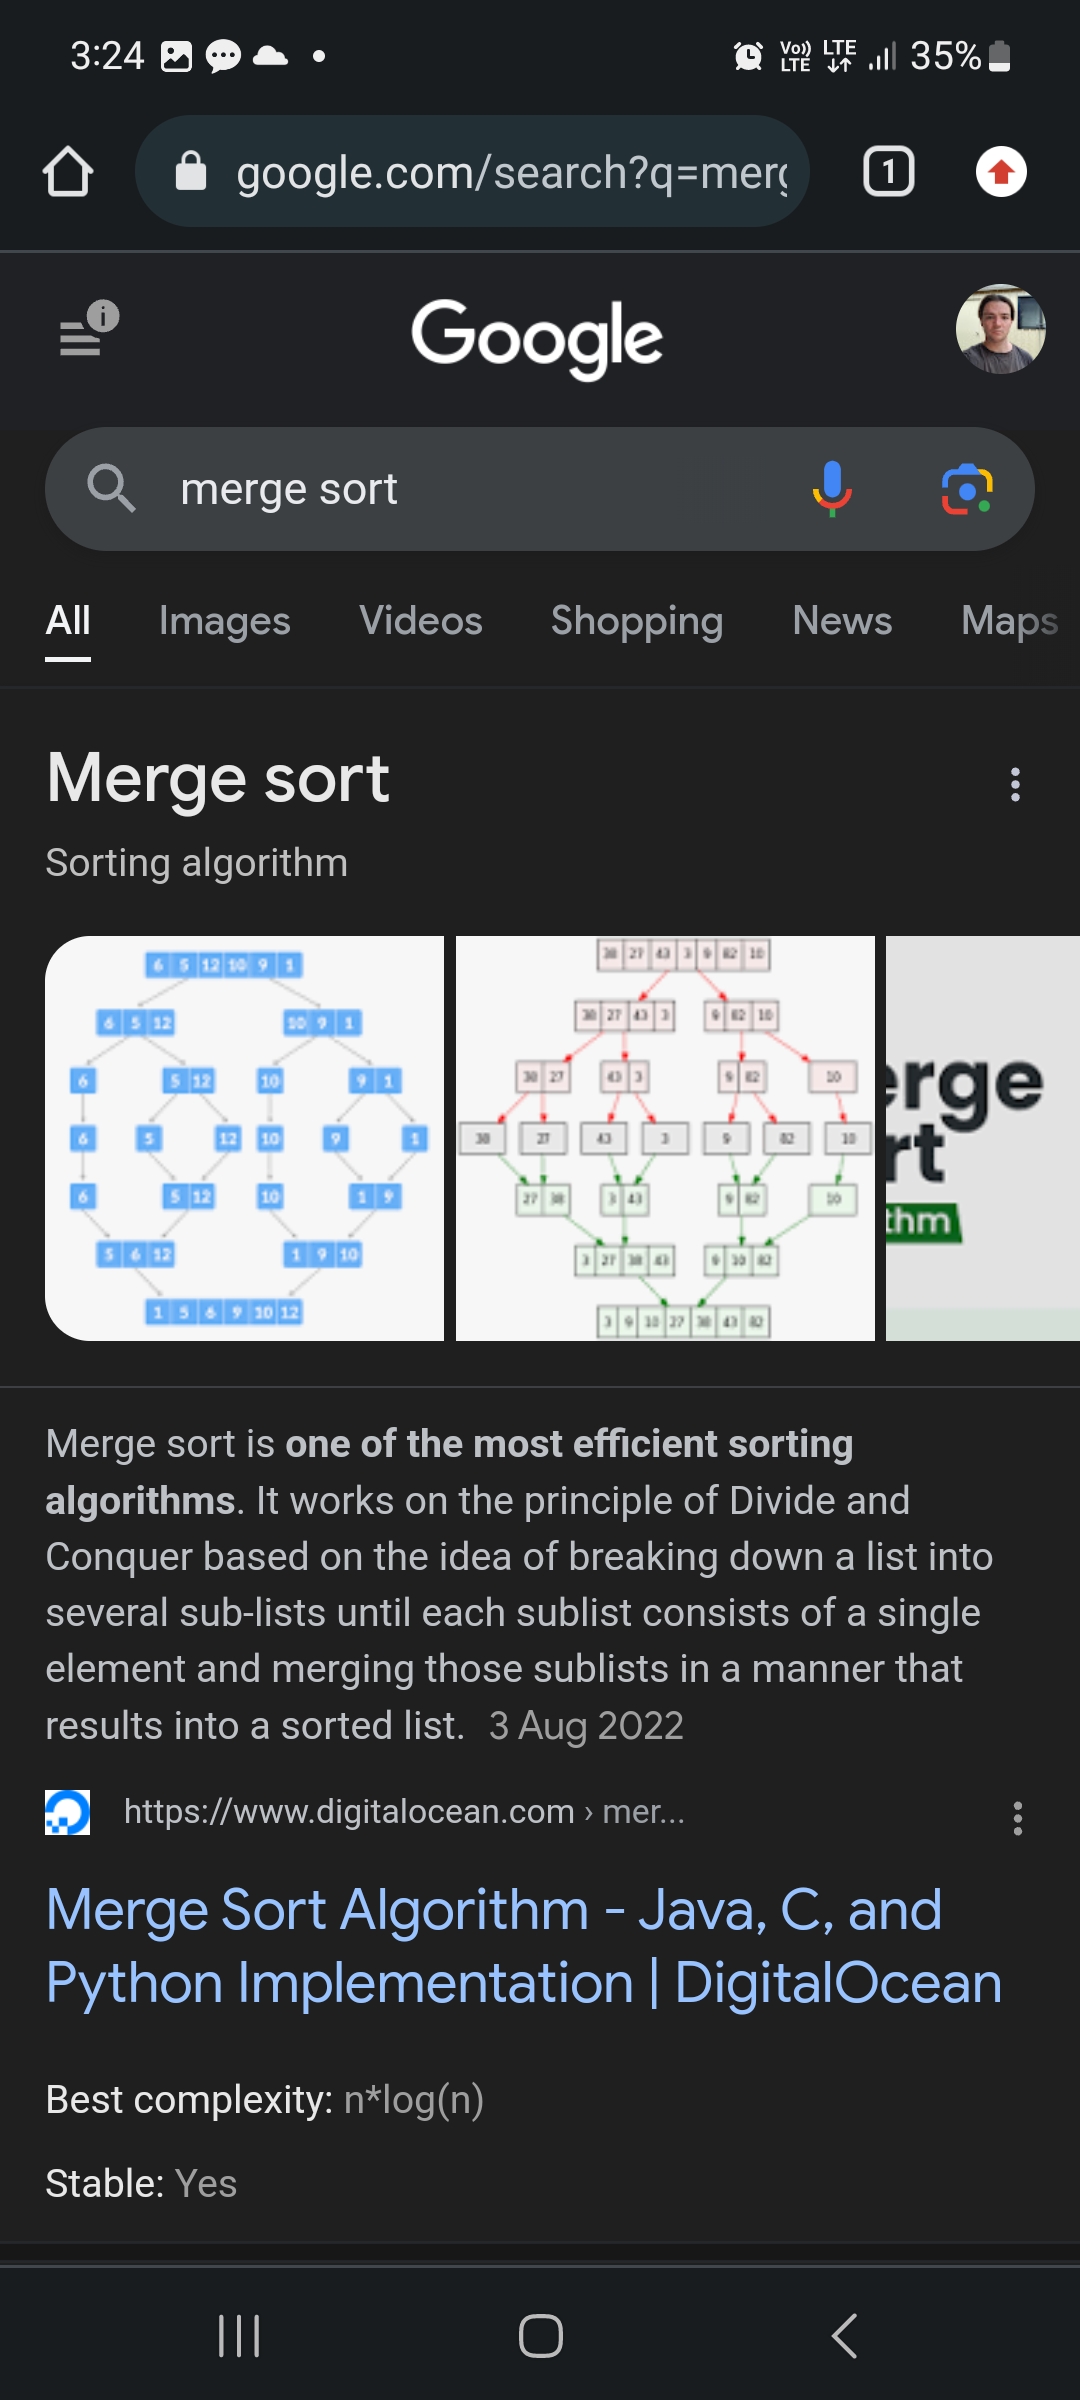 3:24
Vo)) LTE LTE 35%
google.com/search?q=merg
1
Google
merge sort
All Images Videos Shopping News Maps
Merge sort
Sorting algorithm
6 5 12 10 9 1
6 5 12 10 9 1
6 5 12 10 9 1
6 5 12 10 9 1
6 5 12 10 1 9
5 6 12 1 9 10
1 5 6 9 10 12
38 27 43 3 9 82 10
38 27 43 3 9 82 10
38 27 43 3 9 82 10
38 27 43 3 9 82 10
27 38 3 43 9 82 10
3 27 38 43 9 10 82
3 9 10 27 38 43 82
erge
rt
thm
Merge sort is one of the most efficient sorting
algorithms. It works on the principle of Divide and
Conquer based on the idea of breaking down a list into
several sub-lists until each sublist consists of a single
element and merging those sublists in a manner that
results into a sorted list. 3 Aug 2022
https://www.digitalocean.com › mer...
Merge Sort Algorithm - Java, C, and
Python Implementation | DigitalOcean
Best complexity: n*log(n)
Stable: Yes